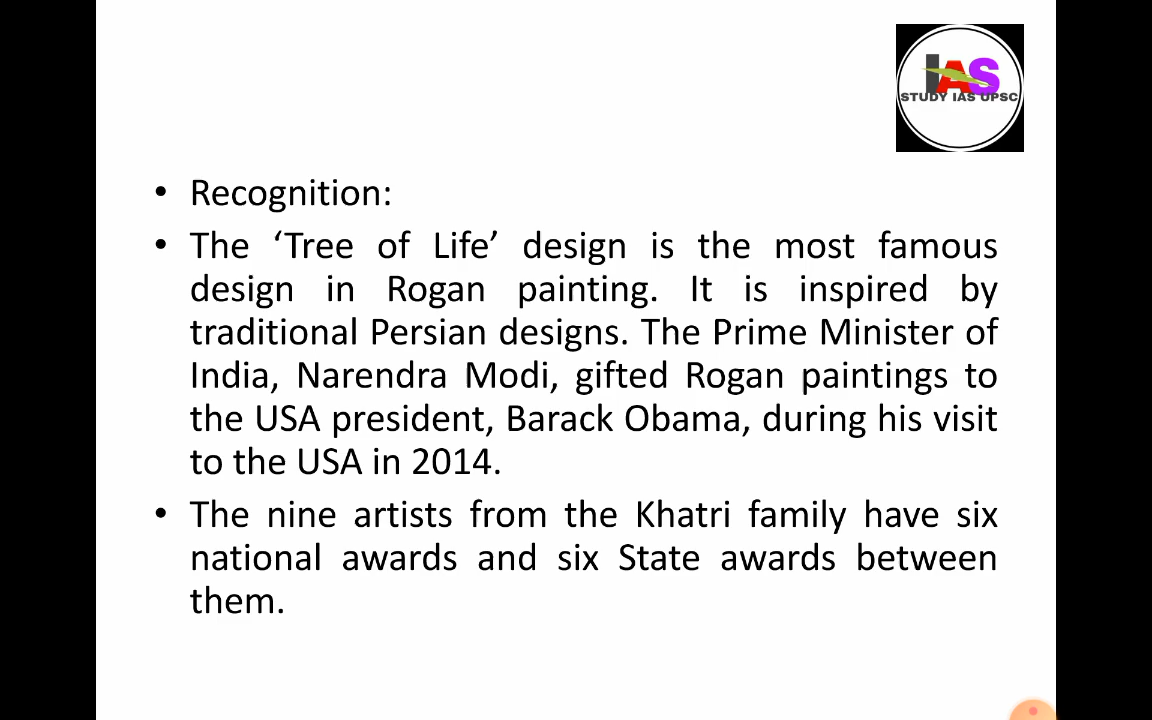 IAS
STUDY IAS UPSC
• Recognition:
• The ‘Tree of Life’ design is the most famous
design in Rogan painting. It is inspired by
traditional Persian designs. The Prime Minister of
India, Narendra Modi, gifted Rogan paintings to
the USA president, Barack Obama, during his visit
to the USA in 2014.
• The nine artists from the Khatri family have six
national awards and six State awards between
them.